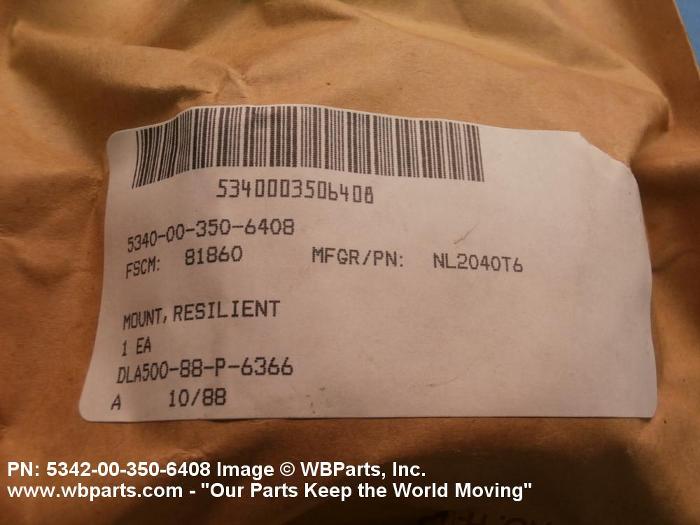 5340003506408
5340-00-350-6408
FSCM: 81860 MFGR/PN: NL2040T6
MOUNT, RESILIENT
1 EA
DLA500-88-P-6366
A 10/88
PN: 5342-00-350-6408 Image © WBParts, Inc.
www.wbparts.com - "Our Parts Keep the World Moving"